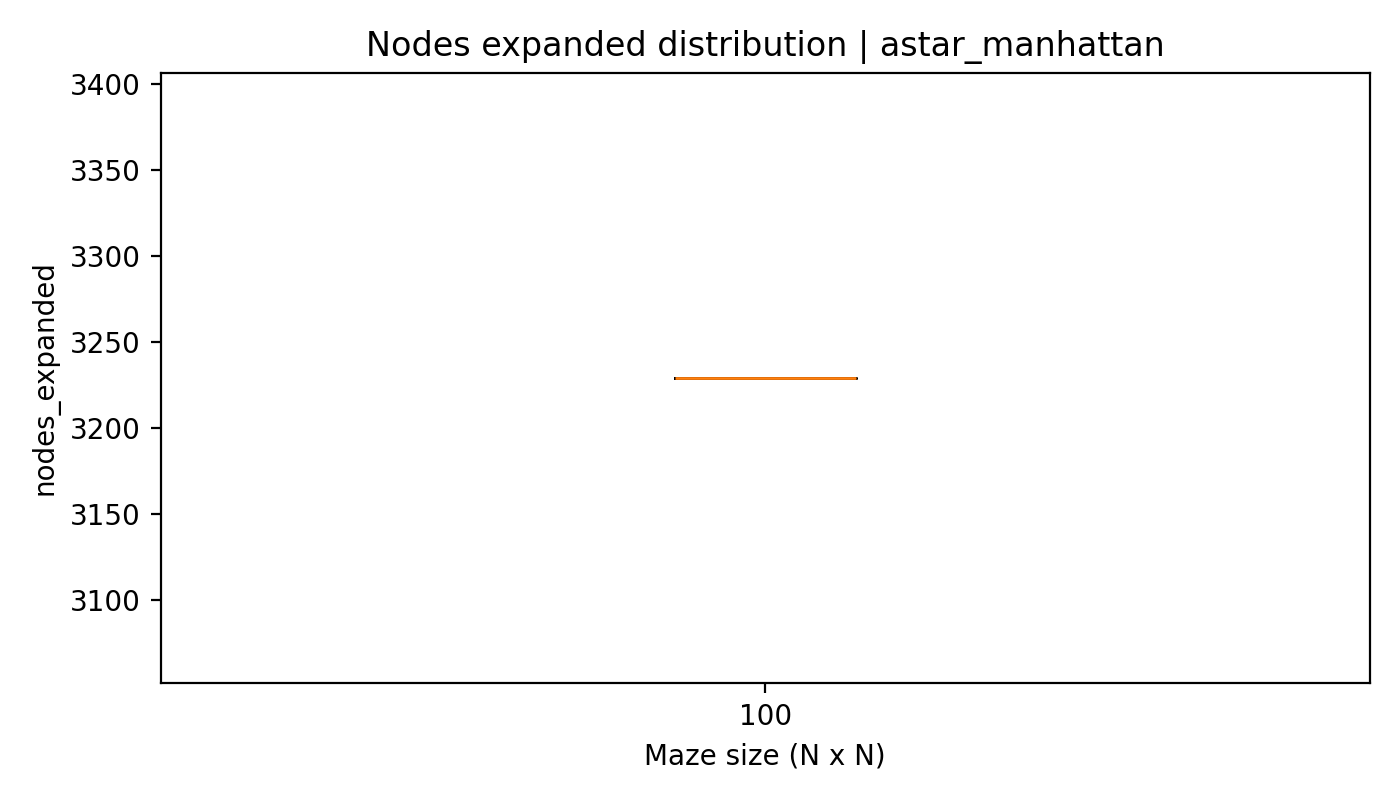 Nodes expanded distribution | astar_manhattan
3400
3350
3300
3250
3200
3150
3100
nodes_expanded
100
Maze size (N x N)